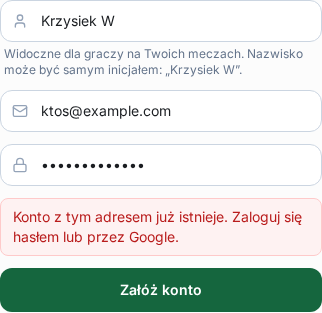 Krzysiek W
Widoczne dla graczy na Twoich meczach. Nazwisko
może być samym inicjałem: „Krzysiek W”.
ktos@example.com
•••••••••••••
Konto z tym adresem już istnieje. Zaloguj się
hasłem lub przez Google.
Załóż konto